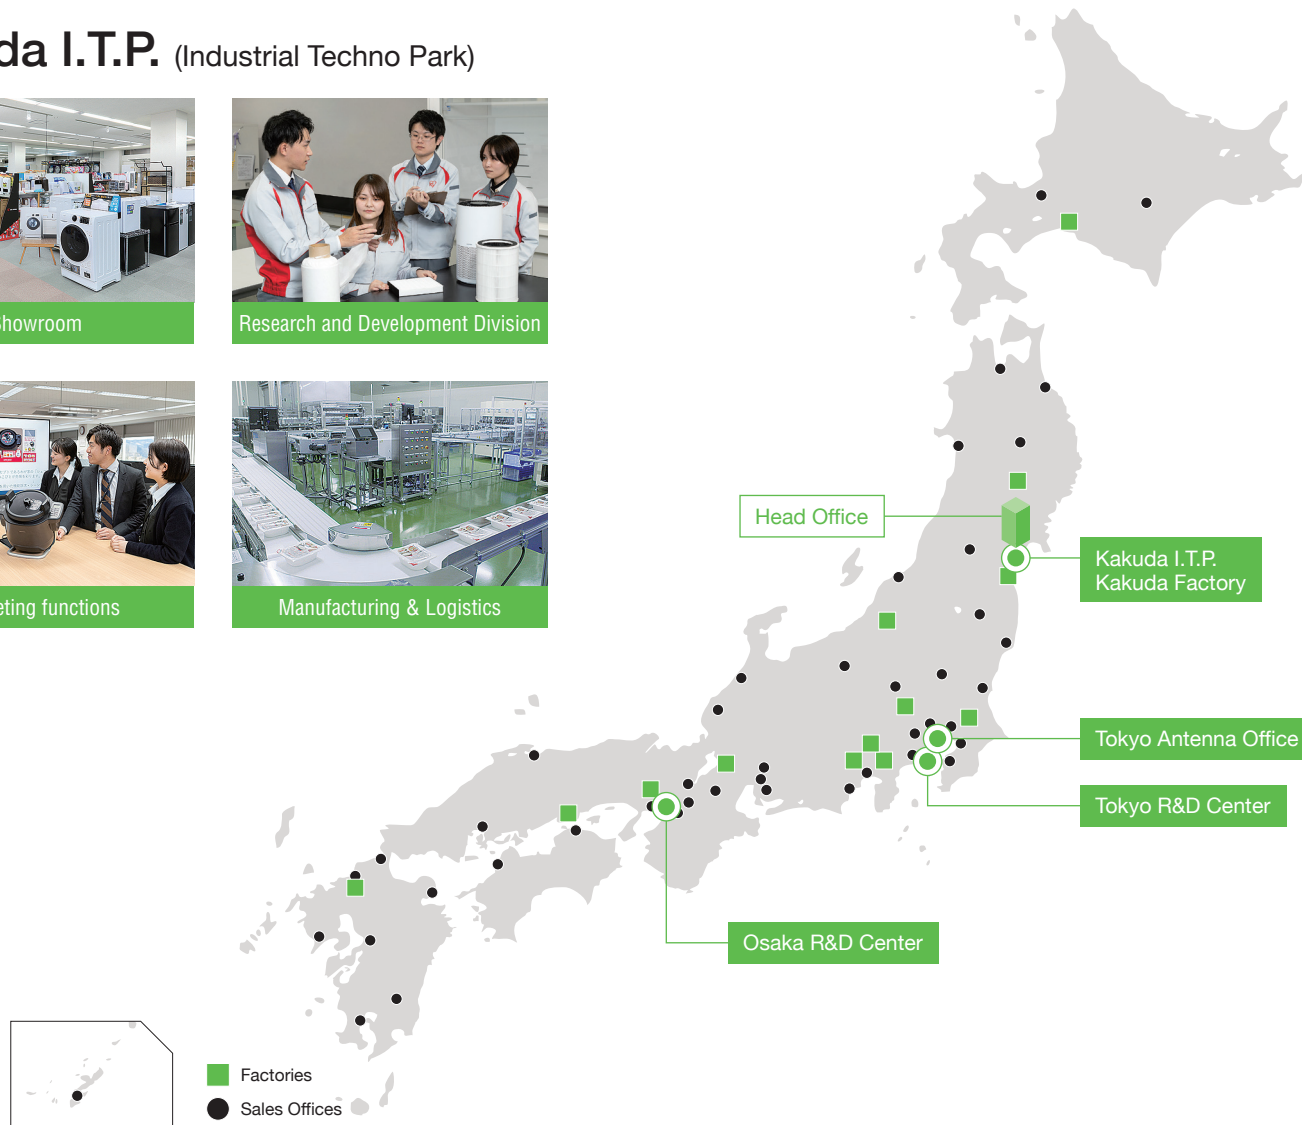 da I.T.P. (Industrial Techno Park)
Showroom
Research and Development Division
eting functions
Manufacturing & Logistics
Head Office
Kakuda I.T.P.
Kakuda Factory
Tokyo Antenna Office
Tokyo R&D Center
Osaka R&D Center
Factories
Sales Offices